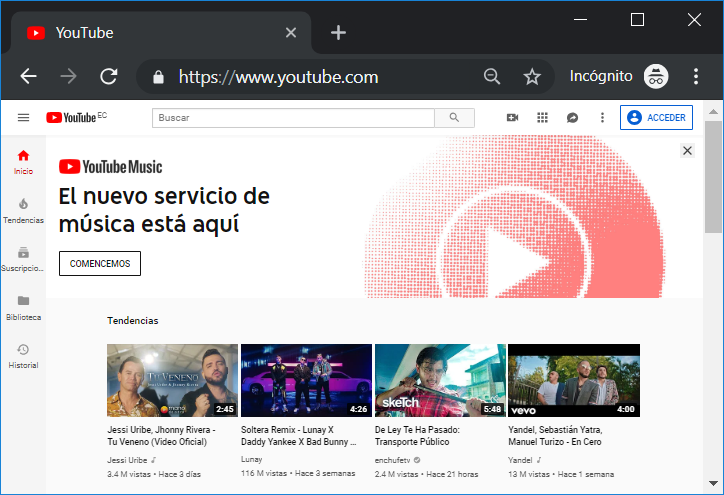 YouTube
https://www.youtube.com
Incógnito
YouTube EC
Buscar
ACCEDER
Inicio
Tendencias
Suscripcio...
Biblioteca
Historial
YouTube Music
El nuevo servicio de
música está aquí
COMENCEMOS
Tendencias
TU VENENO
2:45
4:26
sketch
5:48
vevo
4:00
Jessi Uribe, Jhonny Rivera -
Tu Veneno (Video Oficial)
Jessi Uribe
3.4 M vistas • Hace 3 días
Soltera Remix - Lunay X
Daddy Yankee X Bad Bunny ...
Lunay
116 M vistas • Hace 3 semanas
De Ley Te Ha Pasado:
Transporte Público
enchufetv
2.4 M vistas • Hace 21 horas
Yandel, Sebastián Yatra,
Manuel Turizo - En Cero
Yandel
13 M vistas • Hace 1 semana